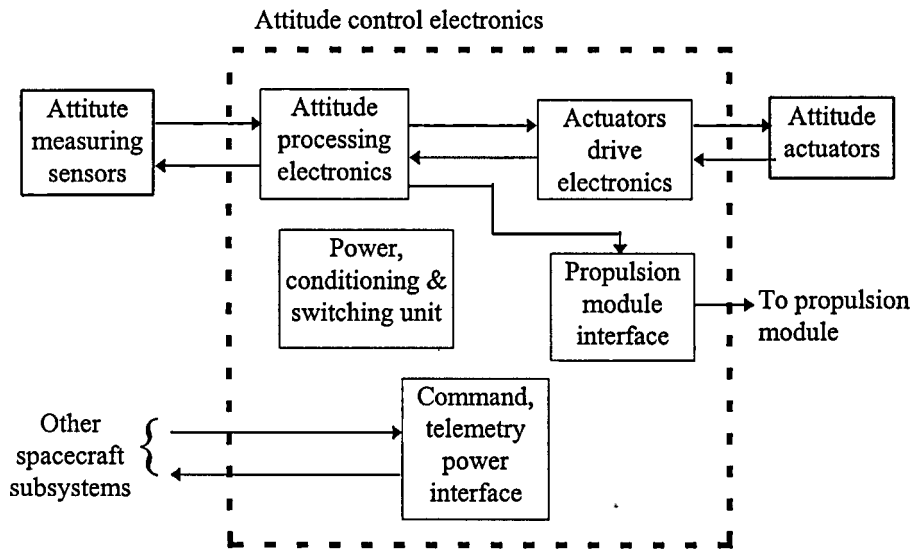 Attitude control electronics
Attitute
measuring
sensors
Attitude
processing
electronics
Actuators
drive
electronics
Attitude
actuators
Power,
conditioning &
switching unit
Propulsion
module
interface
To propulsion
module
Command,
telemetry
power
interface
Other
spacecraft
subsystems